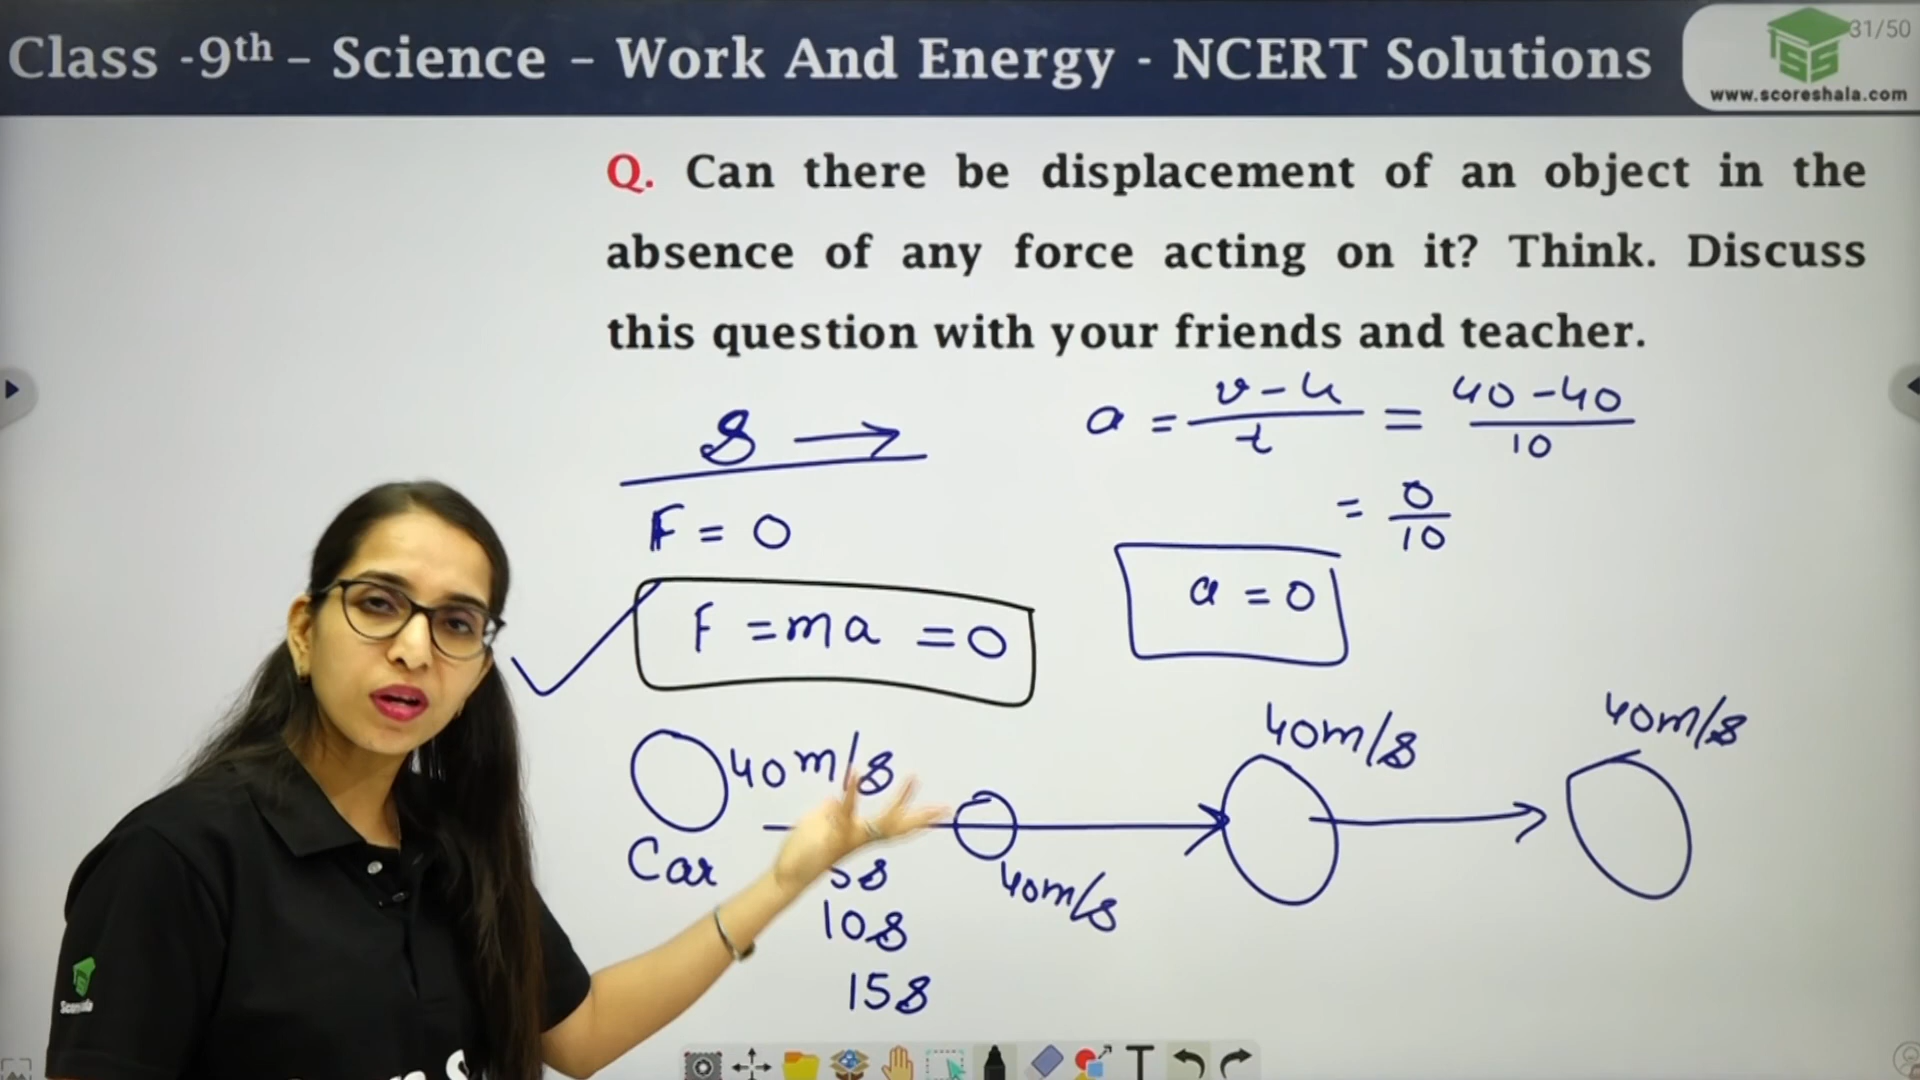 Class -9th – Science – Work And Energy - NCERT Solutions
31/50
www.scoreshala.com
Q. Can there be displacement of an object in the
absence of any force acting on it? Think. Discuss
this question with your friends and teacher.
S →
F = 0
F = ma = 0
a = v - u / t = 40 - 40 / 10
= 0 / 10
a = 0
40m/s
Car
5s
10s
15s
40m/s
40m/s
40m/s
Scoreshala
T